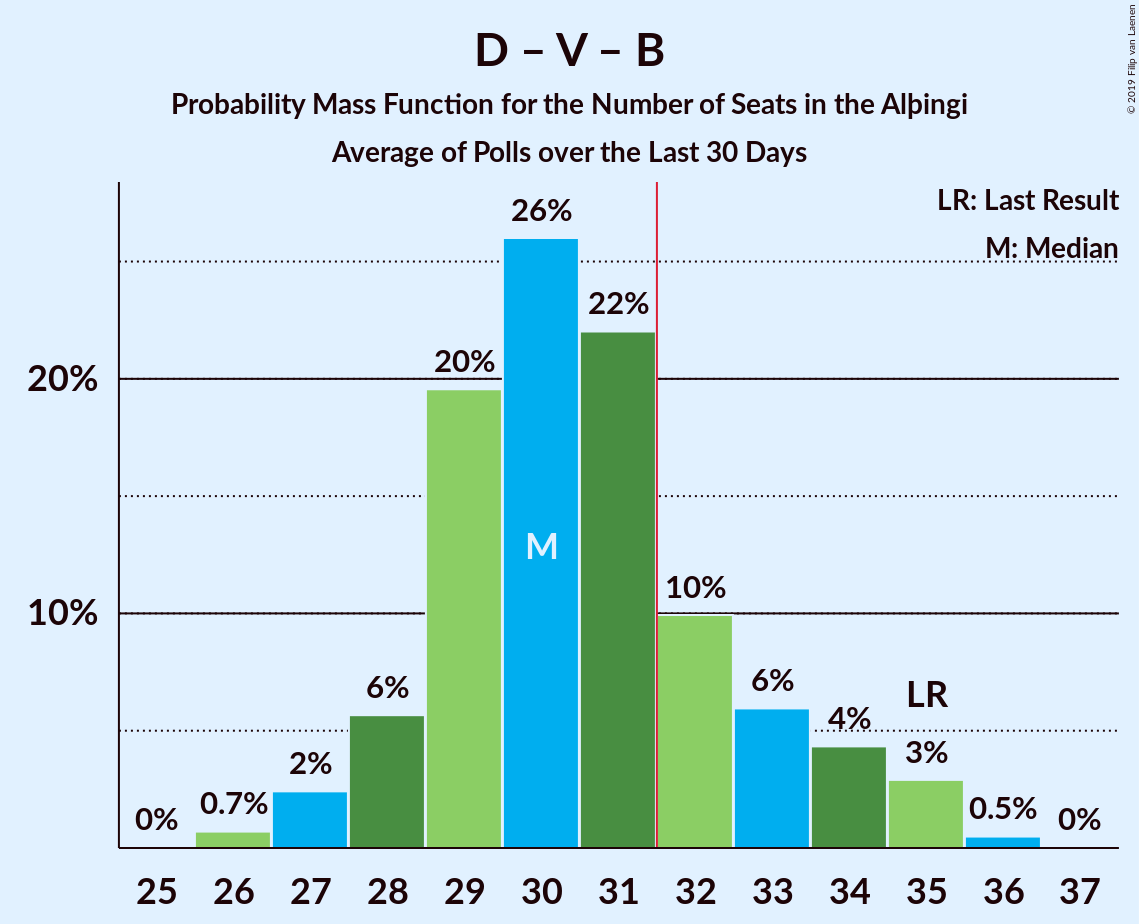 D – V – B
Probability Mass Function for the Number of Seats in the Alþingi
Average of Polls over the Last 30 Days
© 2019 Filip van Laenen
LR: Last Result
M: Median
20%
10%
0%
0.7%
2%
6%
20%
26%
22%
10%
6%
4%
3%
0.5%
0%
M
LR
25 26 27 28 29 30 31 32 33 34 35 36 37